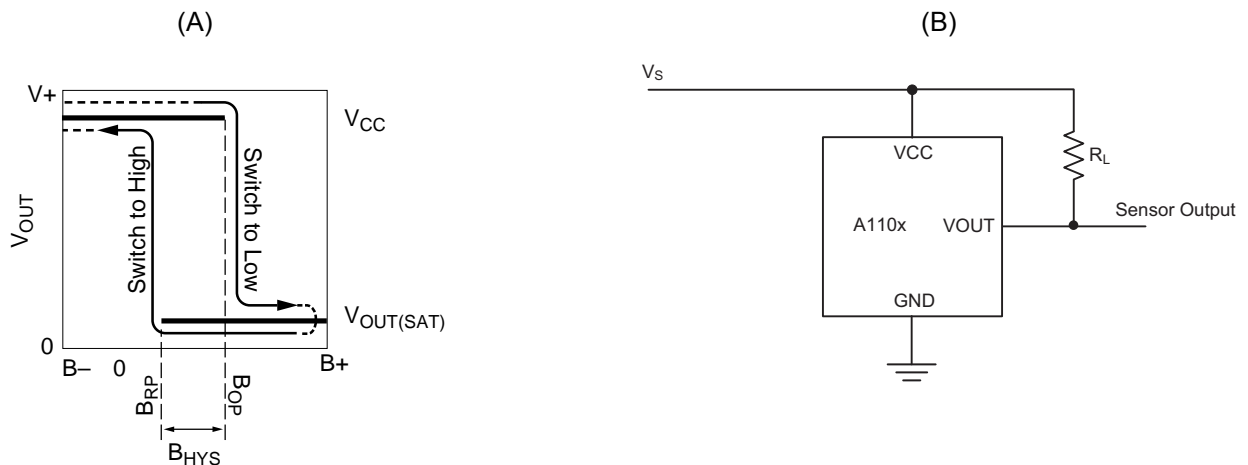 (A)
V+
VCC
VOUT
Switch to High
Switch to Low
VOUT(SAT)
0
B–
0
B+
BRP
BOP
BHYS
(B)
VS
VCC
RL
A110x
VOUT
Sensor Output
GND